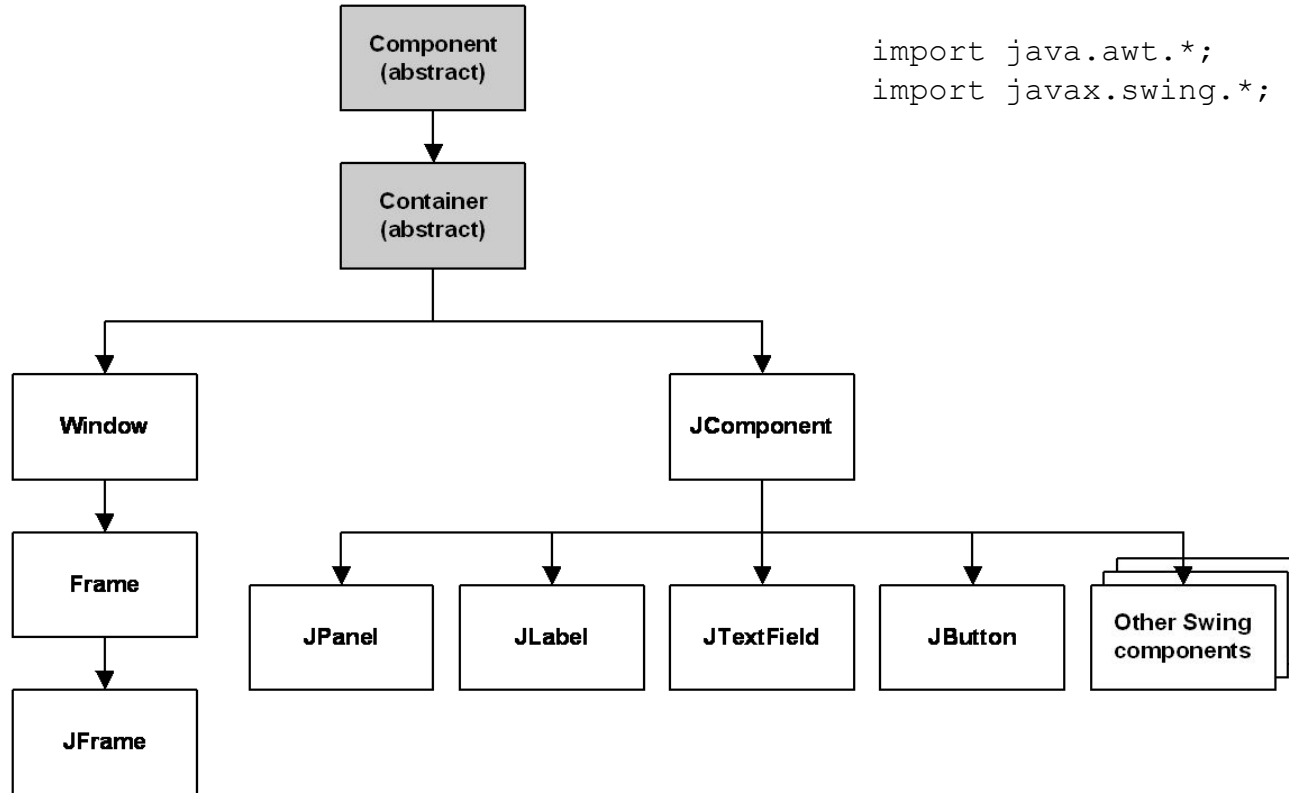 Component
(abstract)
import java.awt.*;
import javax.swing.*;
Container
(abstract)
Window
JComponent
Frame
JPanel
JLabel
JTextField
JButton
Other Swing
components
JFrame